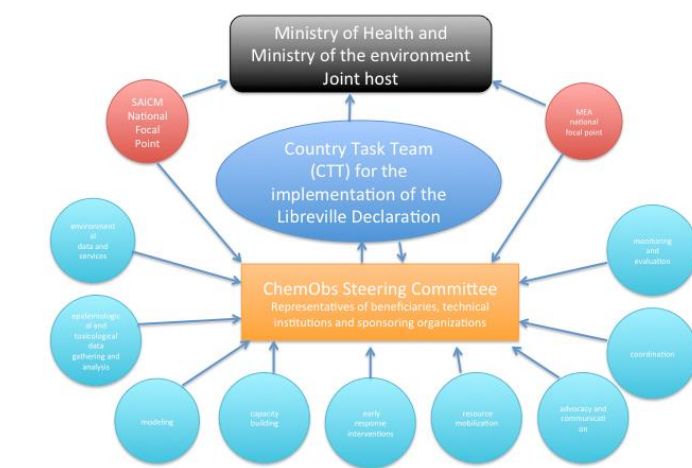 Ministry of Health and
Ministry of the environment
Joint host
SAICM
National
Focal
Point
MEA
national
focal point
Country Task Team
(CTT) for the
implementation of the
Libreville Declaration
environment
al
data and
services
monitoring
and
evaluation
ChemObs Steering Committee
Representatives of beneficiaries, technical
institutions and sponsoring organizations
epidemiologic
al and
toxicological
data
gathering and
analysis
coordination
modeling
capacity
building
early
response
interventions
resource
mobilization
advocacy and
communicati
on